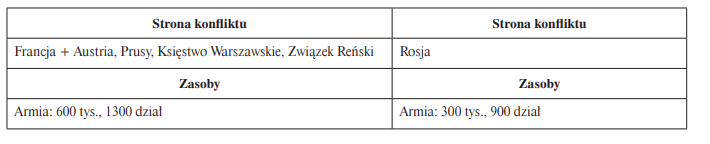 Strona konfliktu
Strona konfliktu
Francja + Austria, Prusy, Księstwo Warszawskie, Związek Reński
Rosja
Zasoby
Zasoby
Armia: 600 tys., 1300 dział
Armia: 300 tys., 900 dział